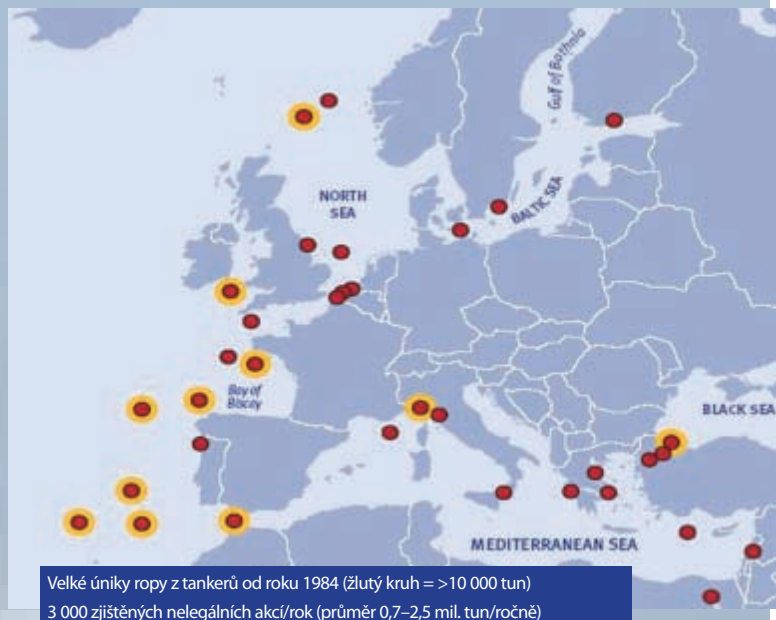 Gulf of Bothnia
NORTH
SEA
BALTIC SEA
Bay of
Biscay
BLACK SEA
MEDITERRANEAN SEA
Velké úniky ropy z tankerů od roku 1984 (žlutý kruh = >10 000 tun)
3 000 zjištěných nelegálních akcí/rok (průměr 0,7–2,5 mil. tun/ročně)